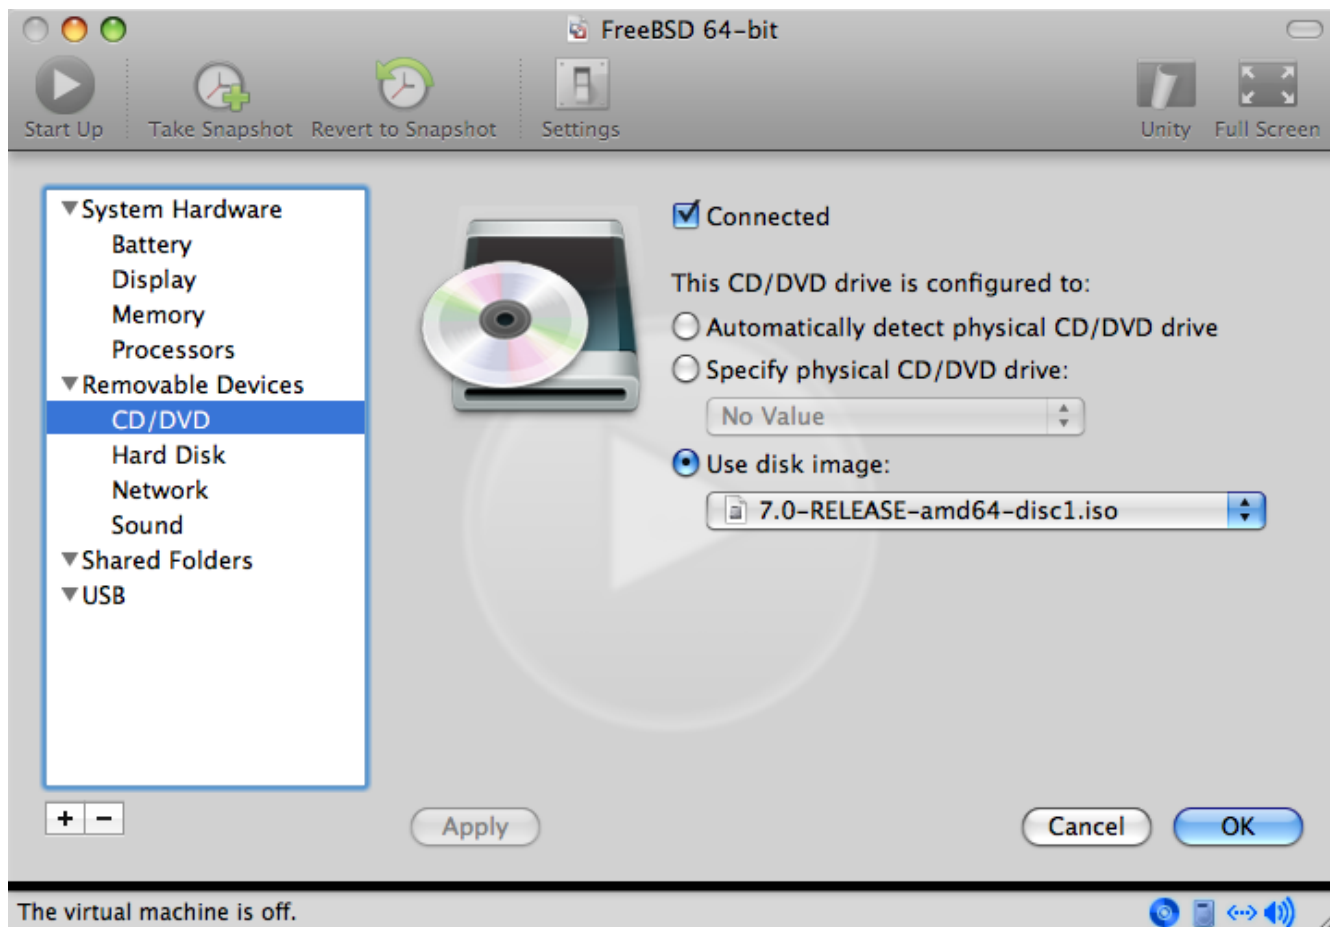 FreeBSD 64-bit
Start Up Take Snapshot Revert to Snapshot Settings Unity Full Screen
System Hardware
Battery
Display
Memory
Processors
Removable Devices
CD/DVD
Hard Disk
Network
Sound
Shared Folders
USB
Connected
This CD/DVD drive is configured to:
Automatically detect physical CD/DVD drive
Specify physical CD/DVD drive:
No Value
Use disk image:
7.0-RELEASE-amd64-disc1.iso
+ -
Apply Cancel OK
The virtual machine is off.